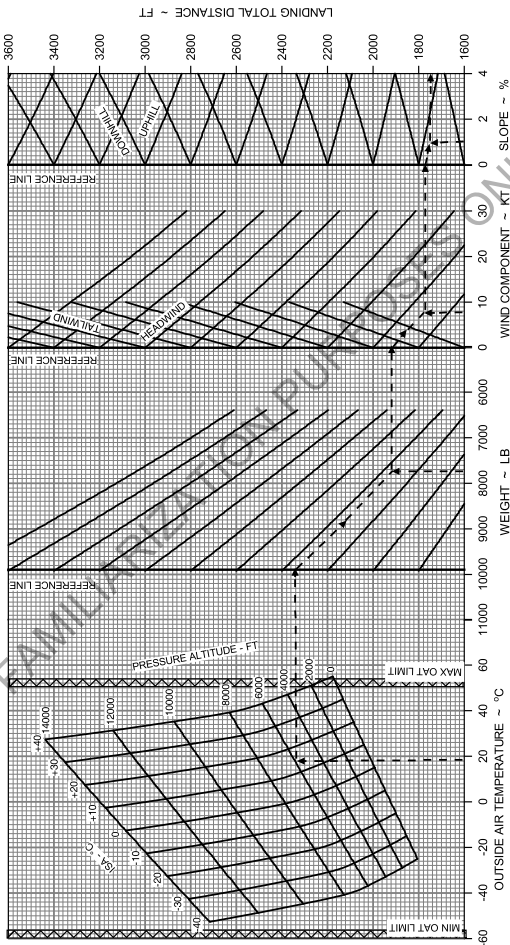 LANDING TOTAL DISTANCE ~ FT
3600
3400
3200
3000
2800
2600
2400
2200
2000
1800
1600
REFERENCE LINE
DOWNHILL
UPHILL
0
2
4
SLOPE ~ %
REFERENCE LINE
TAILWIND
HEADWIND
0
10
20
30
WIND COMPONENT ~ KT
REFERENCE LINE
11000
10000
9000
8000
7000
6000
WEIGHT ~ LB
PRESSURE ALTITUDE - FT
14000
12000
10000
8000
6000
4000
2000
0
ISA °C
+40
+30
+20
+10
0
-10
-20
-30
-40
MIN OAT LIMIT
MAX OAT LIMIT
-60
-40
-20
0
20
40
60
OUTSIDE AIR TEMPERATURE ~ °C
FAMILIARIZATION PURPOSES ONLY